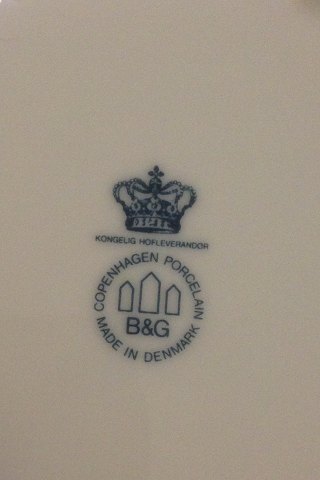 KONGELIG HOFLEVERANDØR
COPENHAGEN PORCELAIN
B&G
MADE IN DENMARK